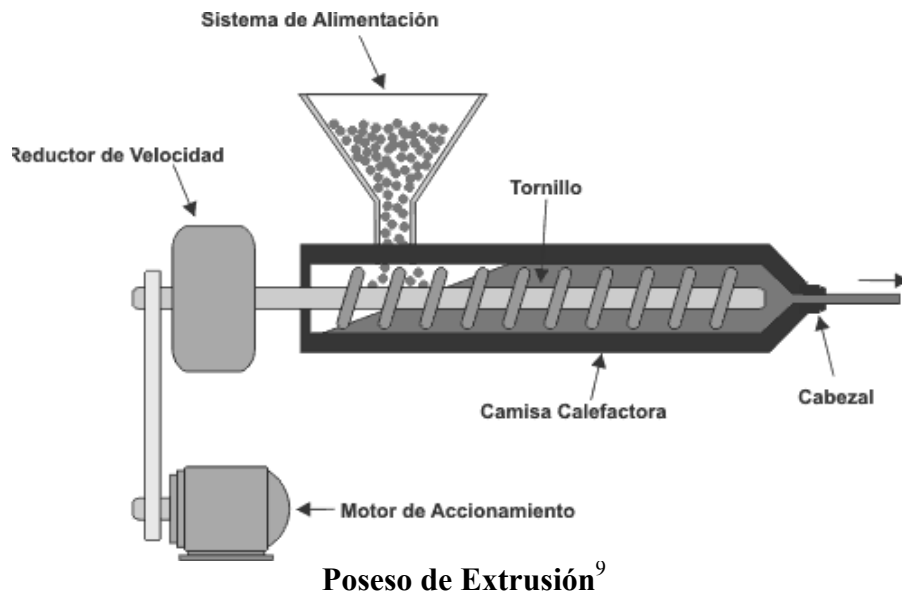 Sistema de Alimentación
Reductor de Velocidad
Tornillo
Camisa Calefactora
Cabezal
Motor de Accionamiento
Poseso de Extrusión⁹